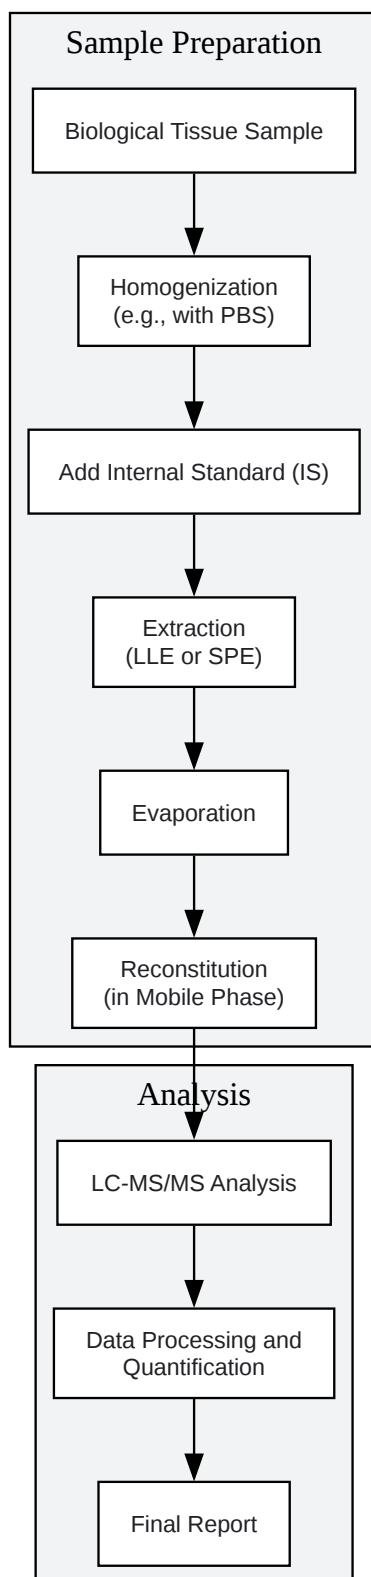 Sample Preparation
Biological Tissue Sample
Homogenization
(e.g., with PBS)
Add Internal Standard (IS)
Extraction
(LLE or SPE)
Evaporation
Reconstitution
(in Mobile Phase)
Analysis
LC-MS/MS Analysis
Data Processing and
Quantification
Final Report